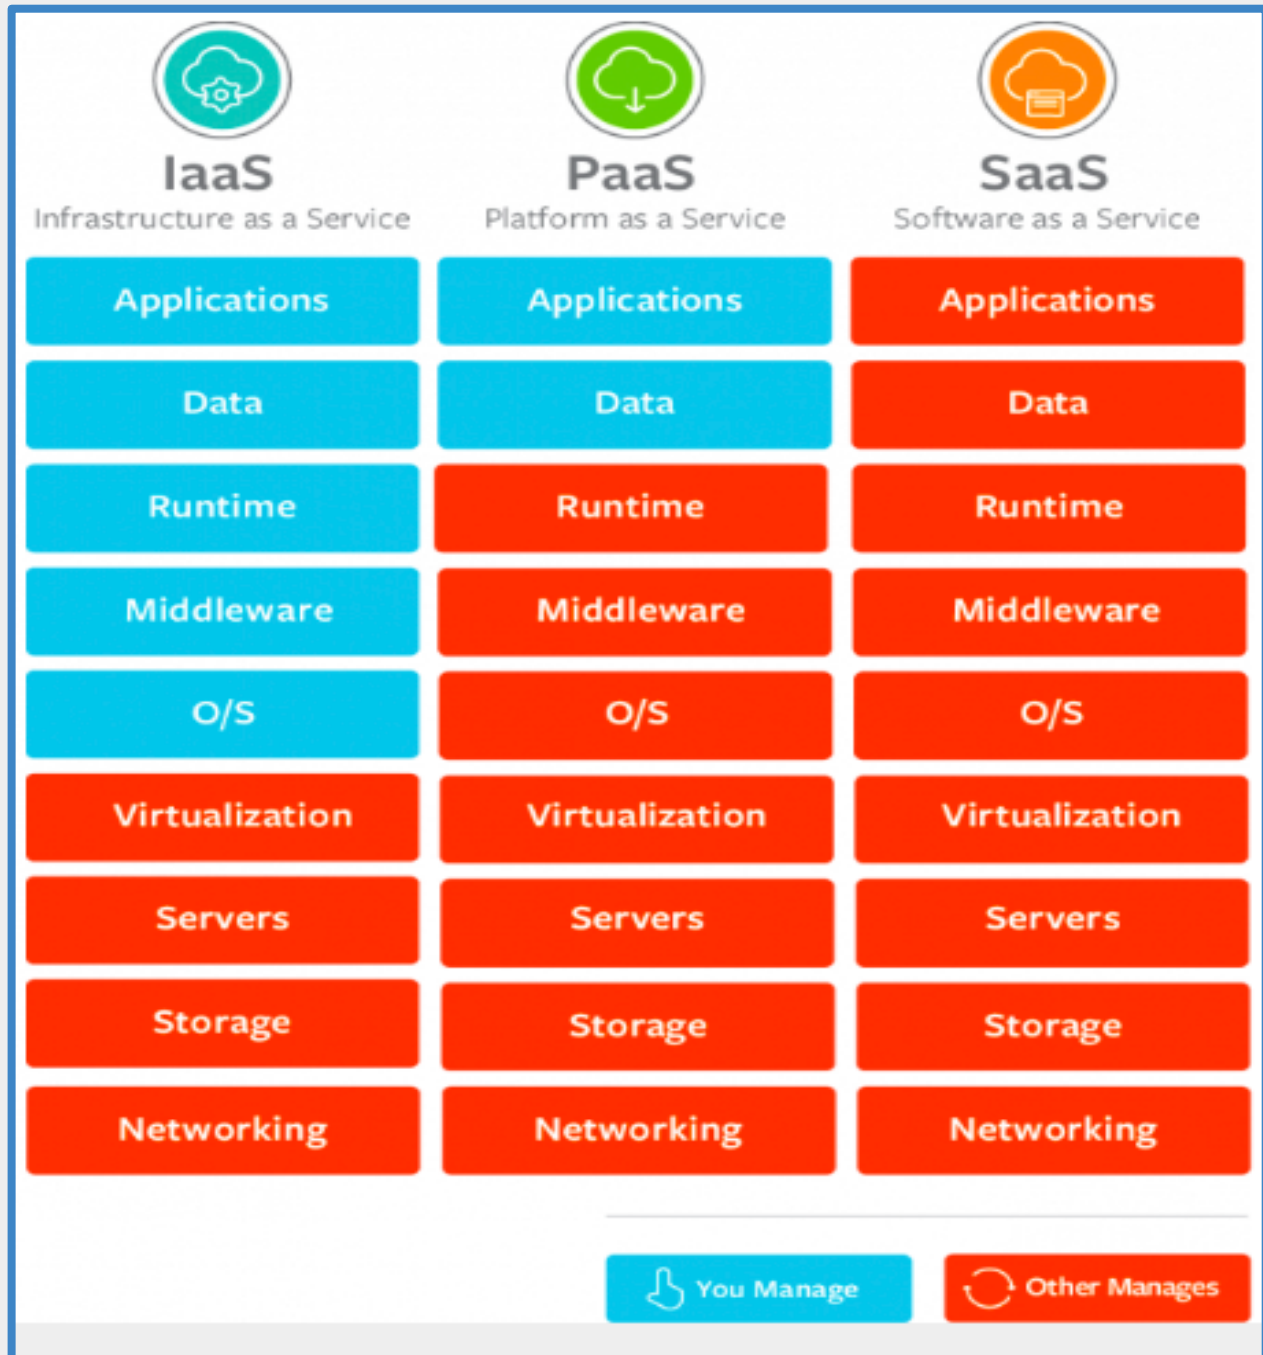 IaaS
Infrastructure as a Service
PaaS
Platform as a Service
SaaS
Software as a Service
Applications
Applications
Applications
Data
Data
Data
Runtime
Runtime
Runtime
Middleware
Middleware
Middleware
O/S
O/S
O/S
Virtualization
Virtualization
Virtualization
Servers
Servers
Servers
Storage
Storage
Storage
Networking
Networking
Networking
You Manage
Other Manages